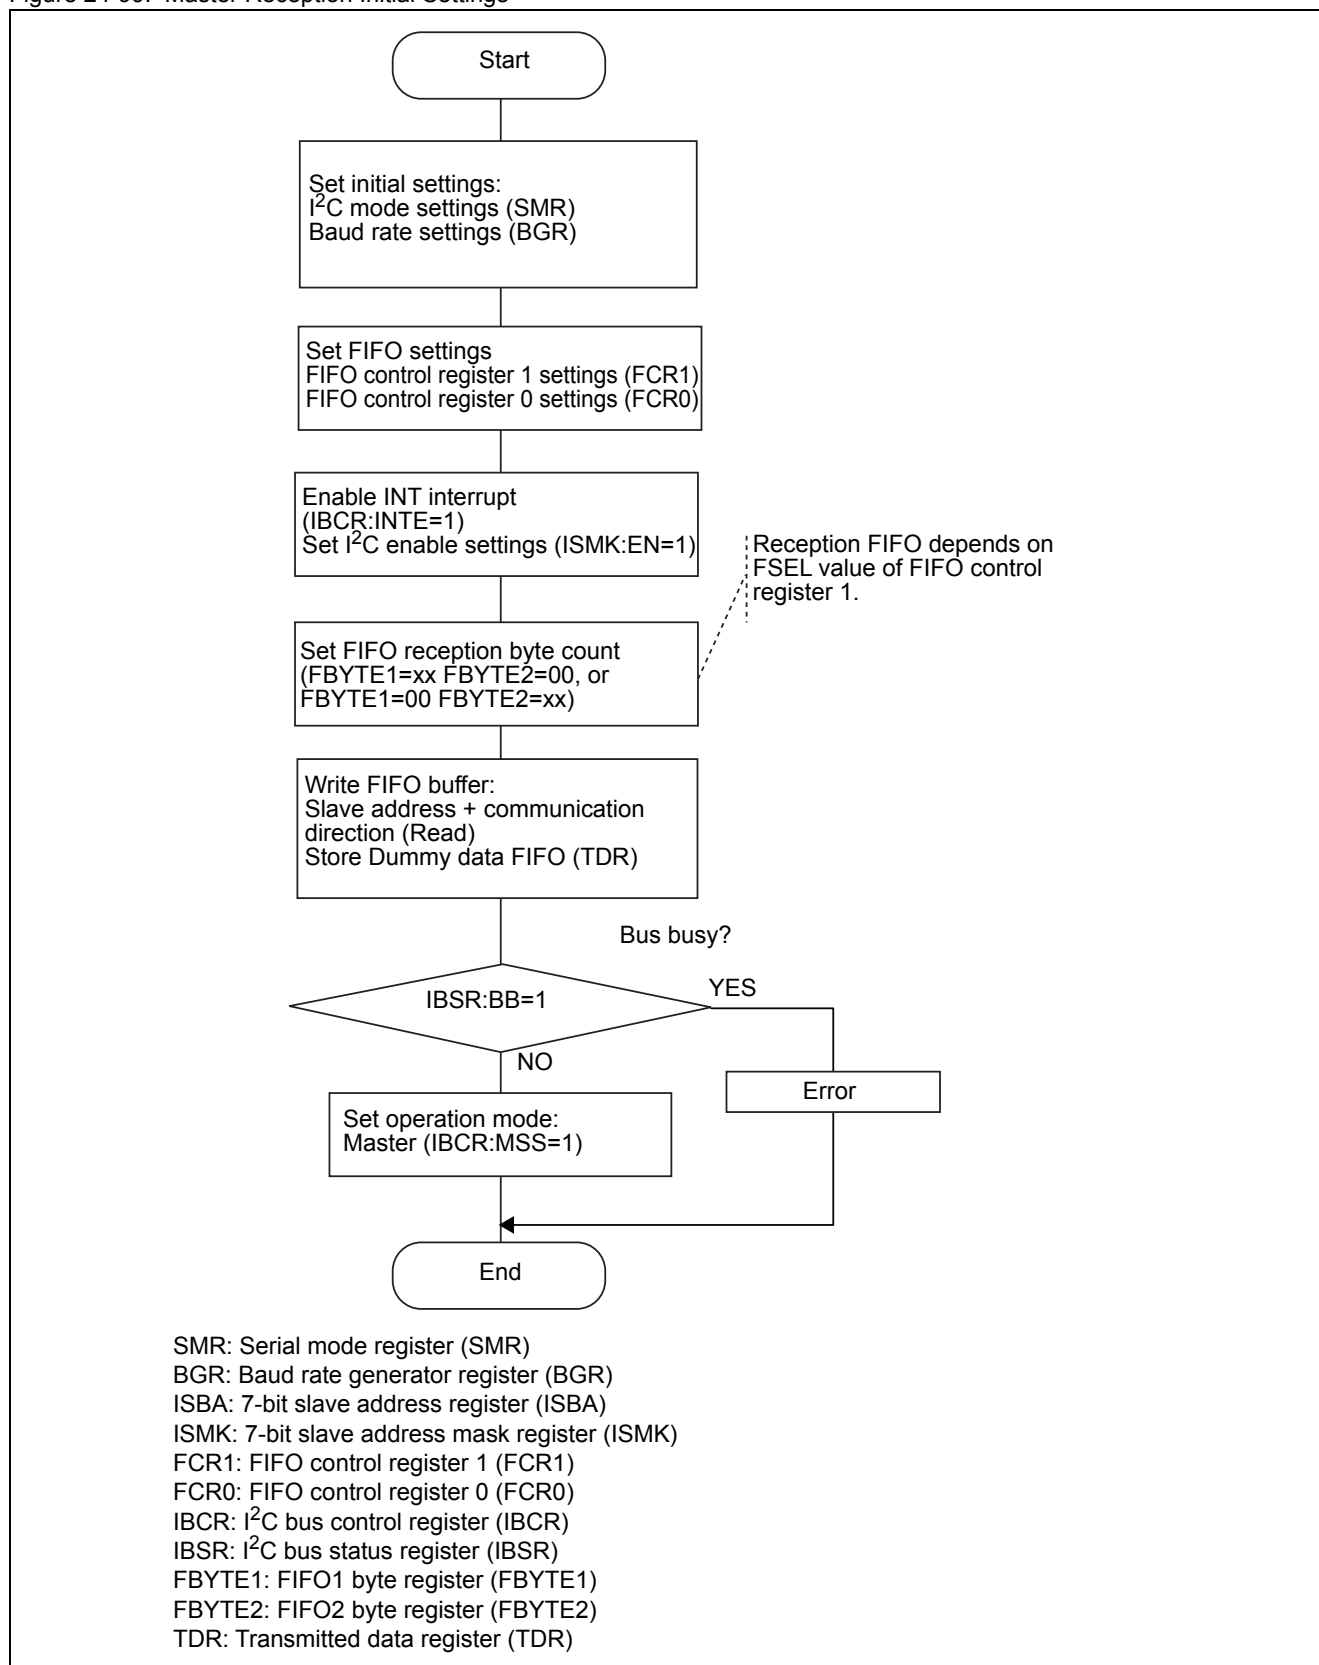 Start
Set initial settings:
I2C mode settings (SMR)
Baud rate settings (BGR)
Set FIFO settings
FIFO control register 1 settings (FCR1)
FIFO control register 0 settings (FCR0)
Enable INT interrupt
(IBCR:INTE=1)
Set I2C enable settings (ISMK:EN=1)
Reception FIFO depends on
FSEL value of FIFO control
register 1.
Set FIFO reception byte count
(FBYTE1=xx FBYTE2=00, or
FBYTE1=00 FBYTE2=xx)
Write FIFO buffer:
Slave address + communication
direction (Read)
Store Dummy data FIFO (TDR)
Bus busy?
IBSR:BB=1
YES
NO
Error
Set operation mode:
Master (IBCR:MSS=1)
End
SMR: Serial mode register (SMR)
BGR: Baud rate generator register (BGR)
ISBA: 7-bit slave address register (ISBA)
ISMK: 7-bit slave address mask register (ISMK)
FCR1: FIFO control register 1 (FCR1)
FCR0: FIFO control register 0 (FCR0)
IBCR: I2C bus control register (IBCR)
IBSR: I2C bus status register (IBSR)
FBYTE1: FIFO1 byte register (FBYTE1)
FBYTE2: FIFO2 byte register (FBYTE2)
TDR: Transmitted data register (TDR)